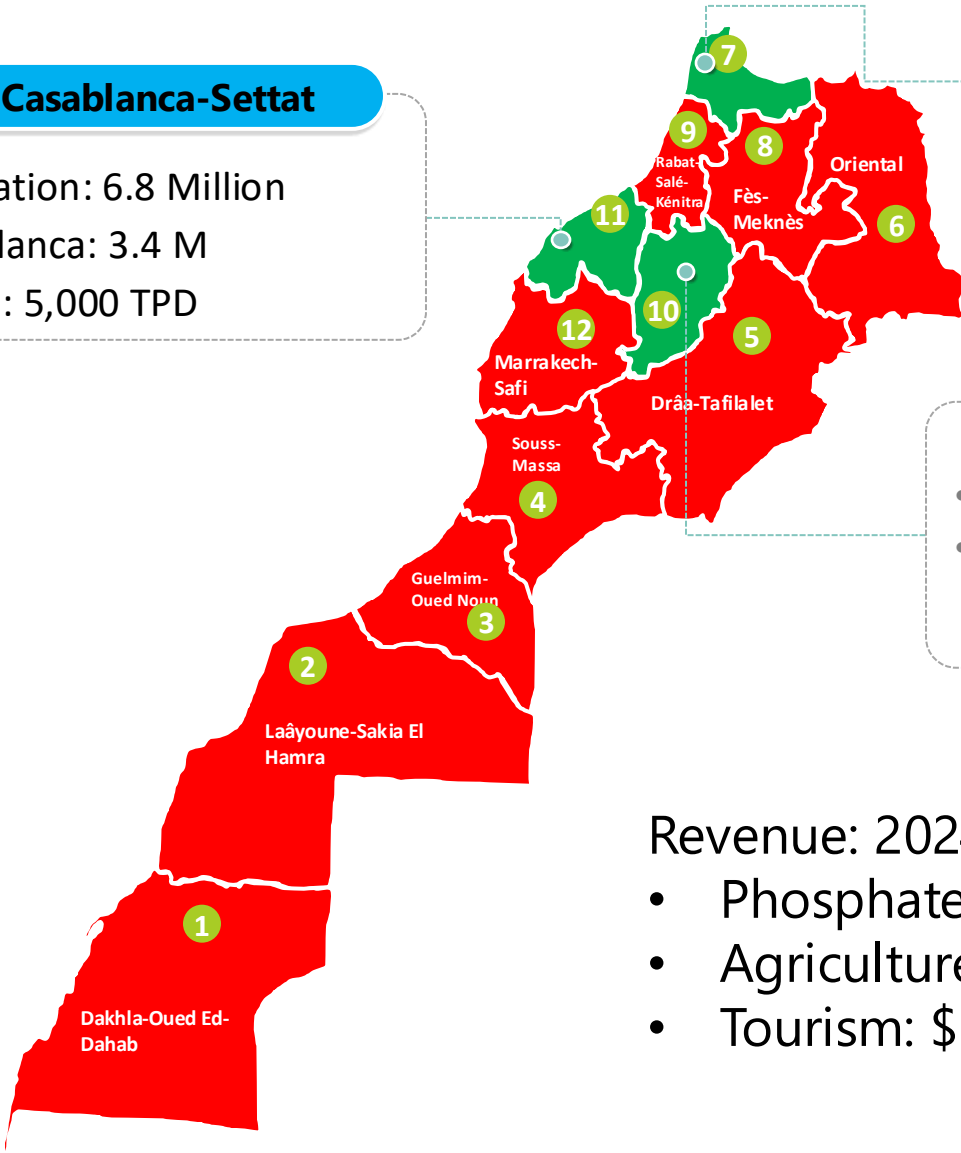 Casablanca-Settat
ation: 6.8 Million
lanca: 3.4 M
: 5,000 TPD
7
9
8
Rabat-
Salé-
Kénitra
Oriental
Fès-
Meknès
6
11
10
12
5
Marrakech-
Safi
Drâa-Tafilalet
Souss-
Massa
4
Guelmim-
Oued Noun
3
2
Laâyoune-Sakia El
Hamra
1
Dakhla-Oued Ed-
Dahab
•
•
Revenue: 202
• Phosphate
• Agriculture
• Tourism: $